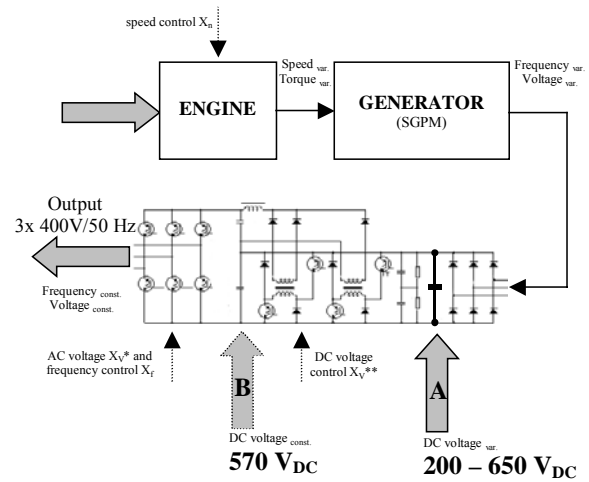 speed control Xn
Speed var.
Torque var.
Frequency var.
Voltage var.
ENGINE
GENERATOR
(SGPM)
Output
3x 400V/50 Hz
Frequency const.
Voltage const.
AC voltage XV* and
frequency control Xf
B
DC voltage
control XV**
A
DC voltage const.
570 VDC
DC voltage var.
200 – 650 VDC